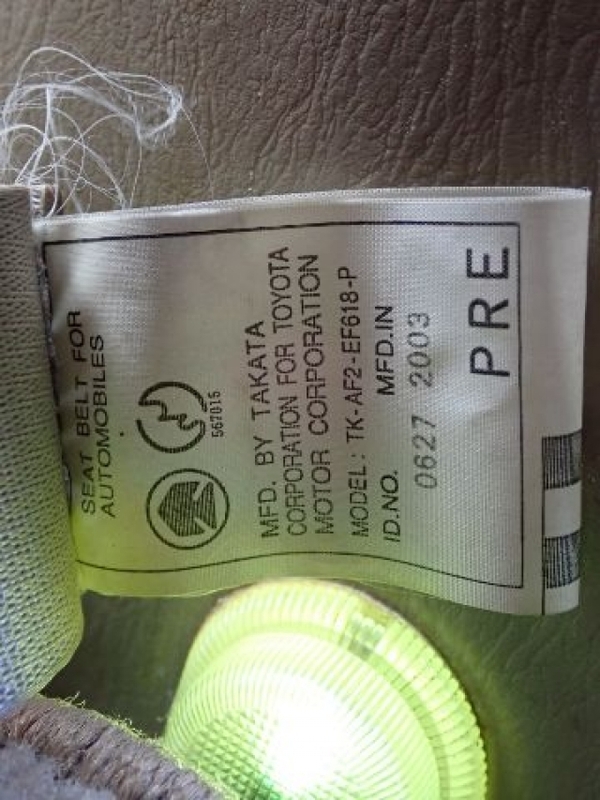 SEAT BELT FOR
AUTOMOBILES
567015
MFD. BY TAKATA
CORPORATION FOR TOYOTA
MOTOR CORPORATION
MODEL: TK-AF2-EF618-P
ID.NO. MFD.IN
0627 2003
PRE